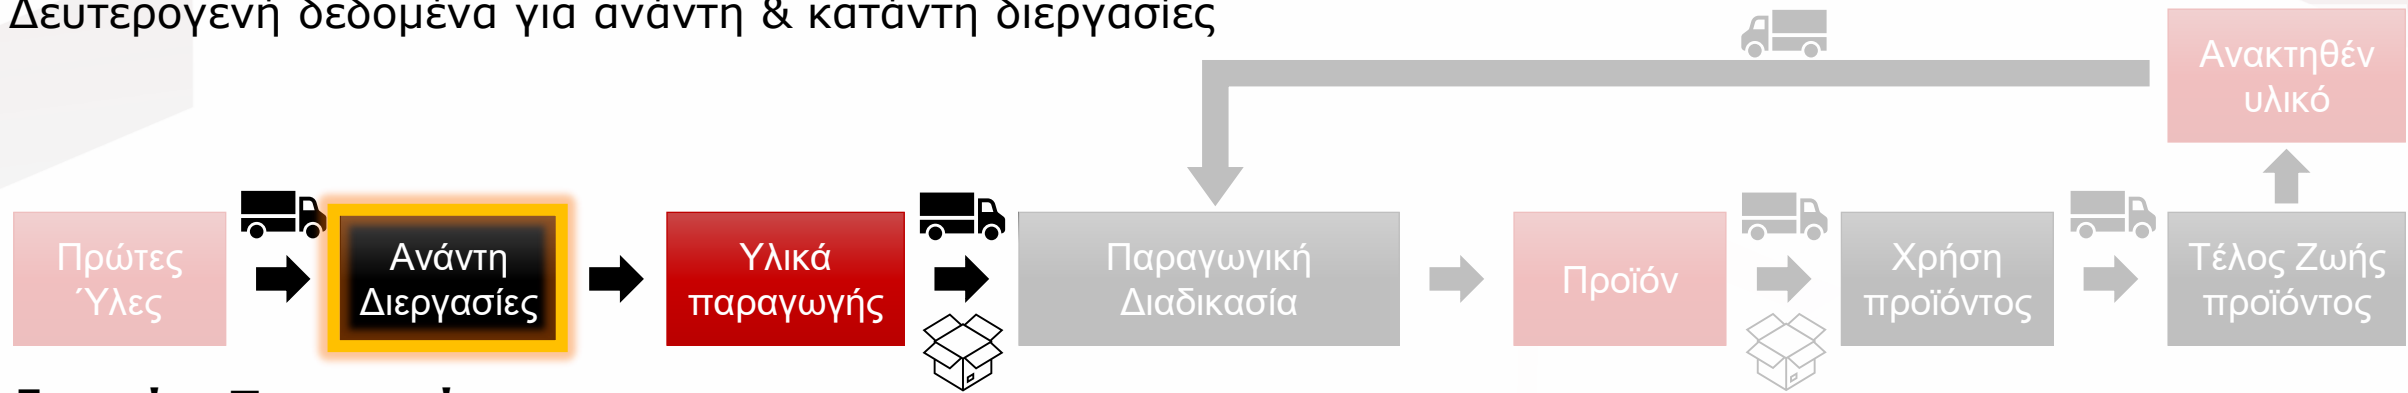 Δευτερογενή δεδομένα για ανάντη & κατάντη διεργασίες
Ανακτηθέν
υλικό
Πρώτες
Ύλες
Ανάντη
Διεργασίες
Υλικά
παραγωγής
Παραγωγική
Διαδικασία
Προϊόν
Χρήση
προϊόντος
Τέλος Ζωής
προϊόντος